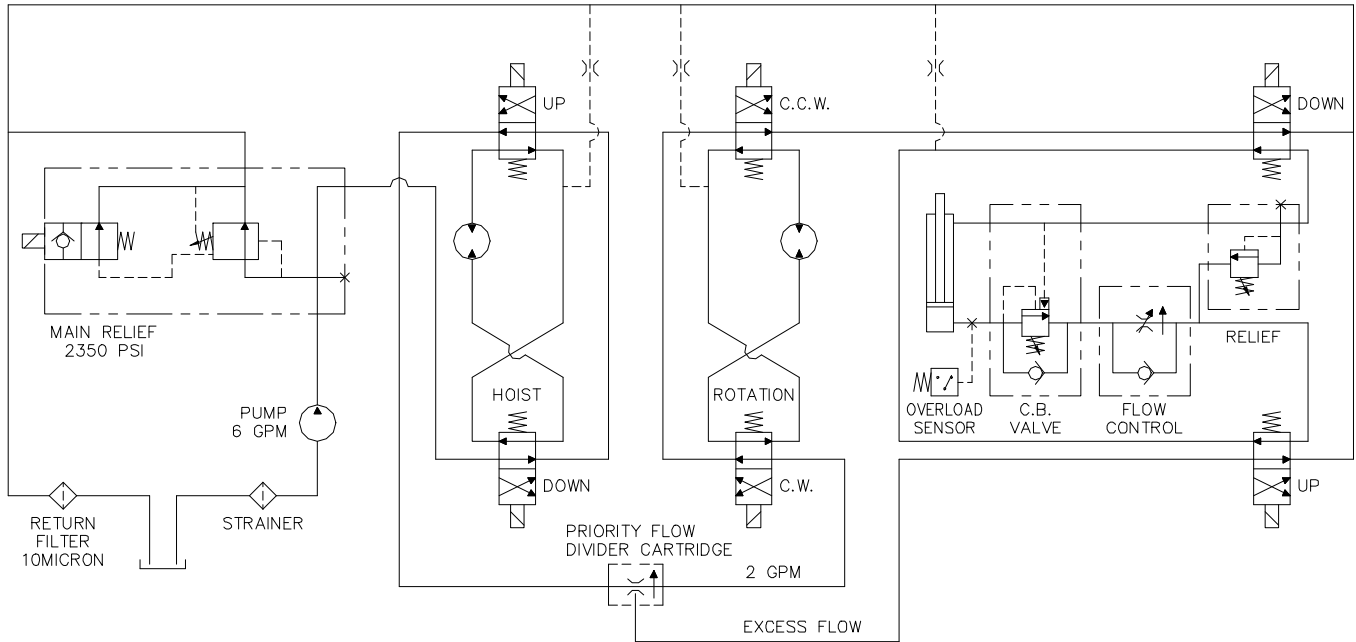 UP
C.C.W.
DOWN
MAIN RELIEF
2350 PSI
RELIEF
HOIST
ROTATION
PUMP
6 GPM
OVERLOAD
SENSOR
C.B.
VALVE
FLOW
CONTROL
DOWN
C.W.
UP
RETURN
FILTER
10MICRON
STRAINER
PRIORITY FLOW
DIVIDER CARTRIDGE
2 GPM
EXCESS FLOW